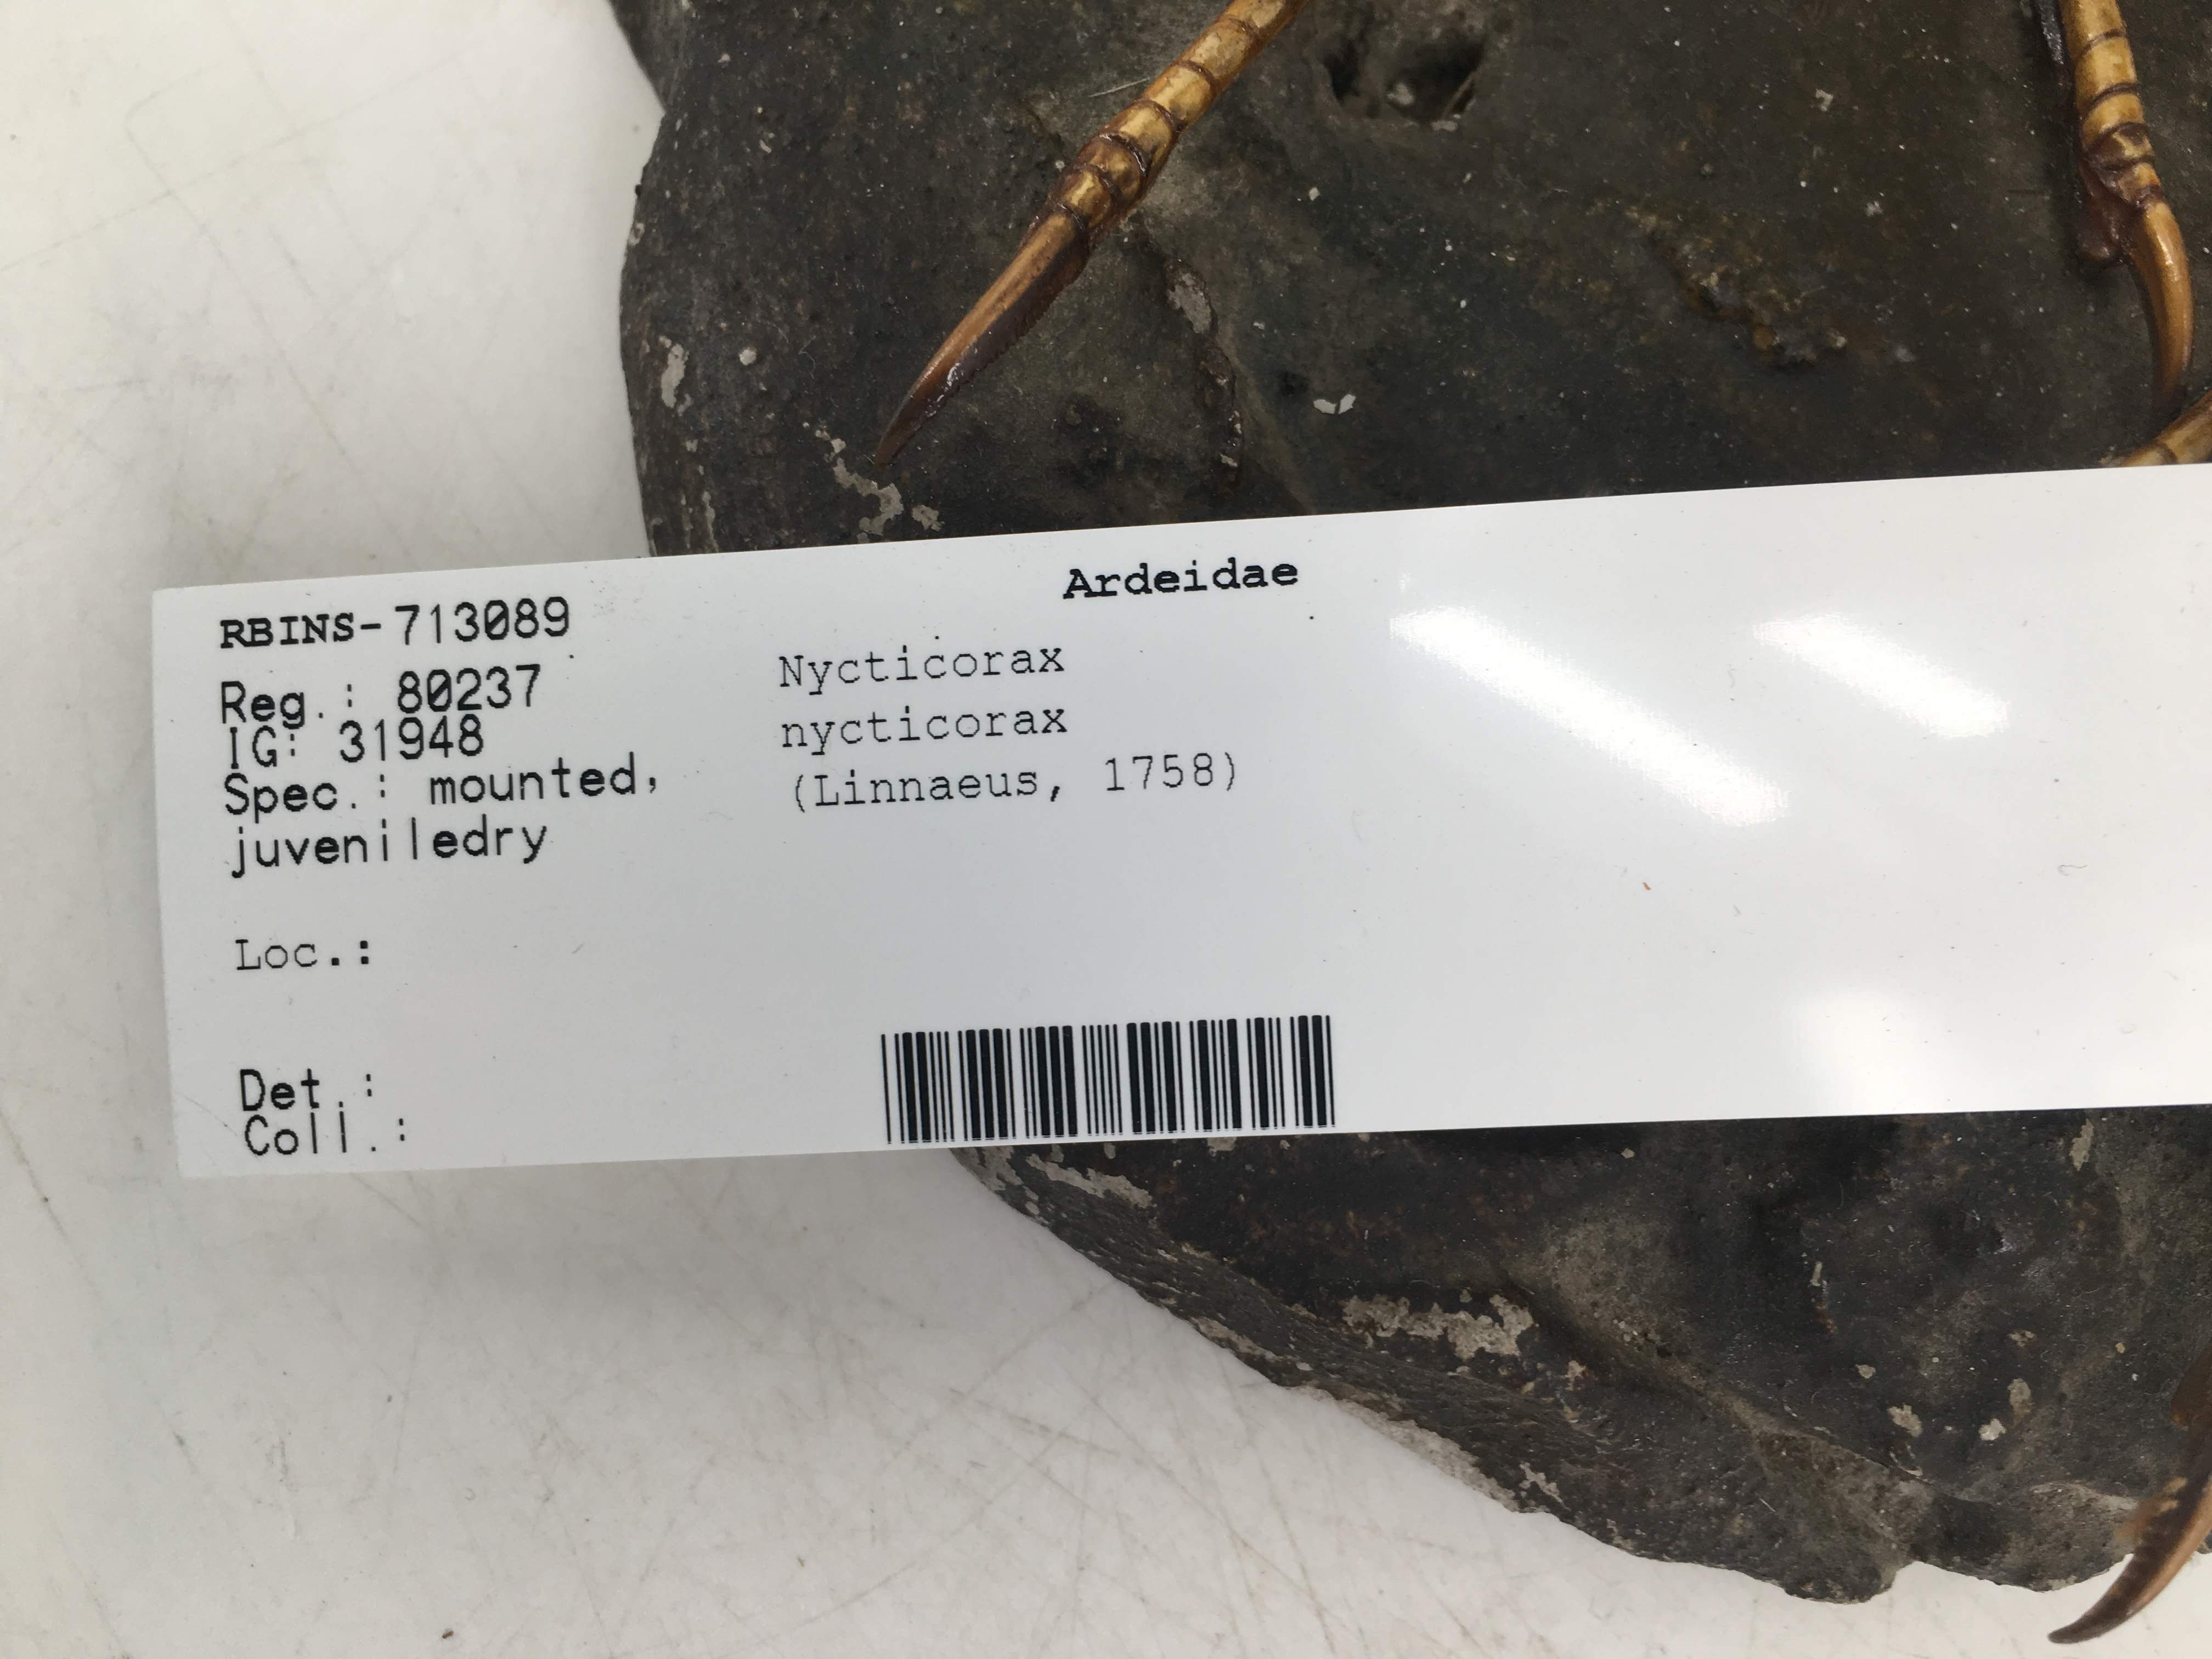 Ardeidae
RBINS-713089
Reg.: 80237
IG: 31948
Spec.: mounted,
juveniledry
Nycticorax
nycticorax
(Linnaeus, 1758)
Loc.:
Det.:
Coll.: